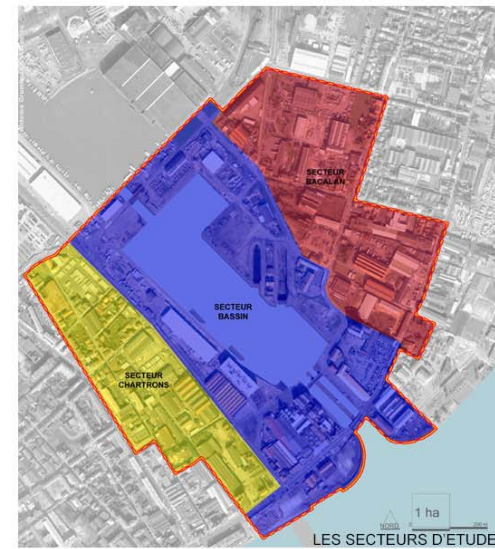 SECTEUR
BACALAN
SECTEUR
BASSIN
SECTEUR
CHARTRONS
1 ha
NORD
LES SECTEURS D'ETUDE